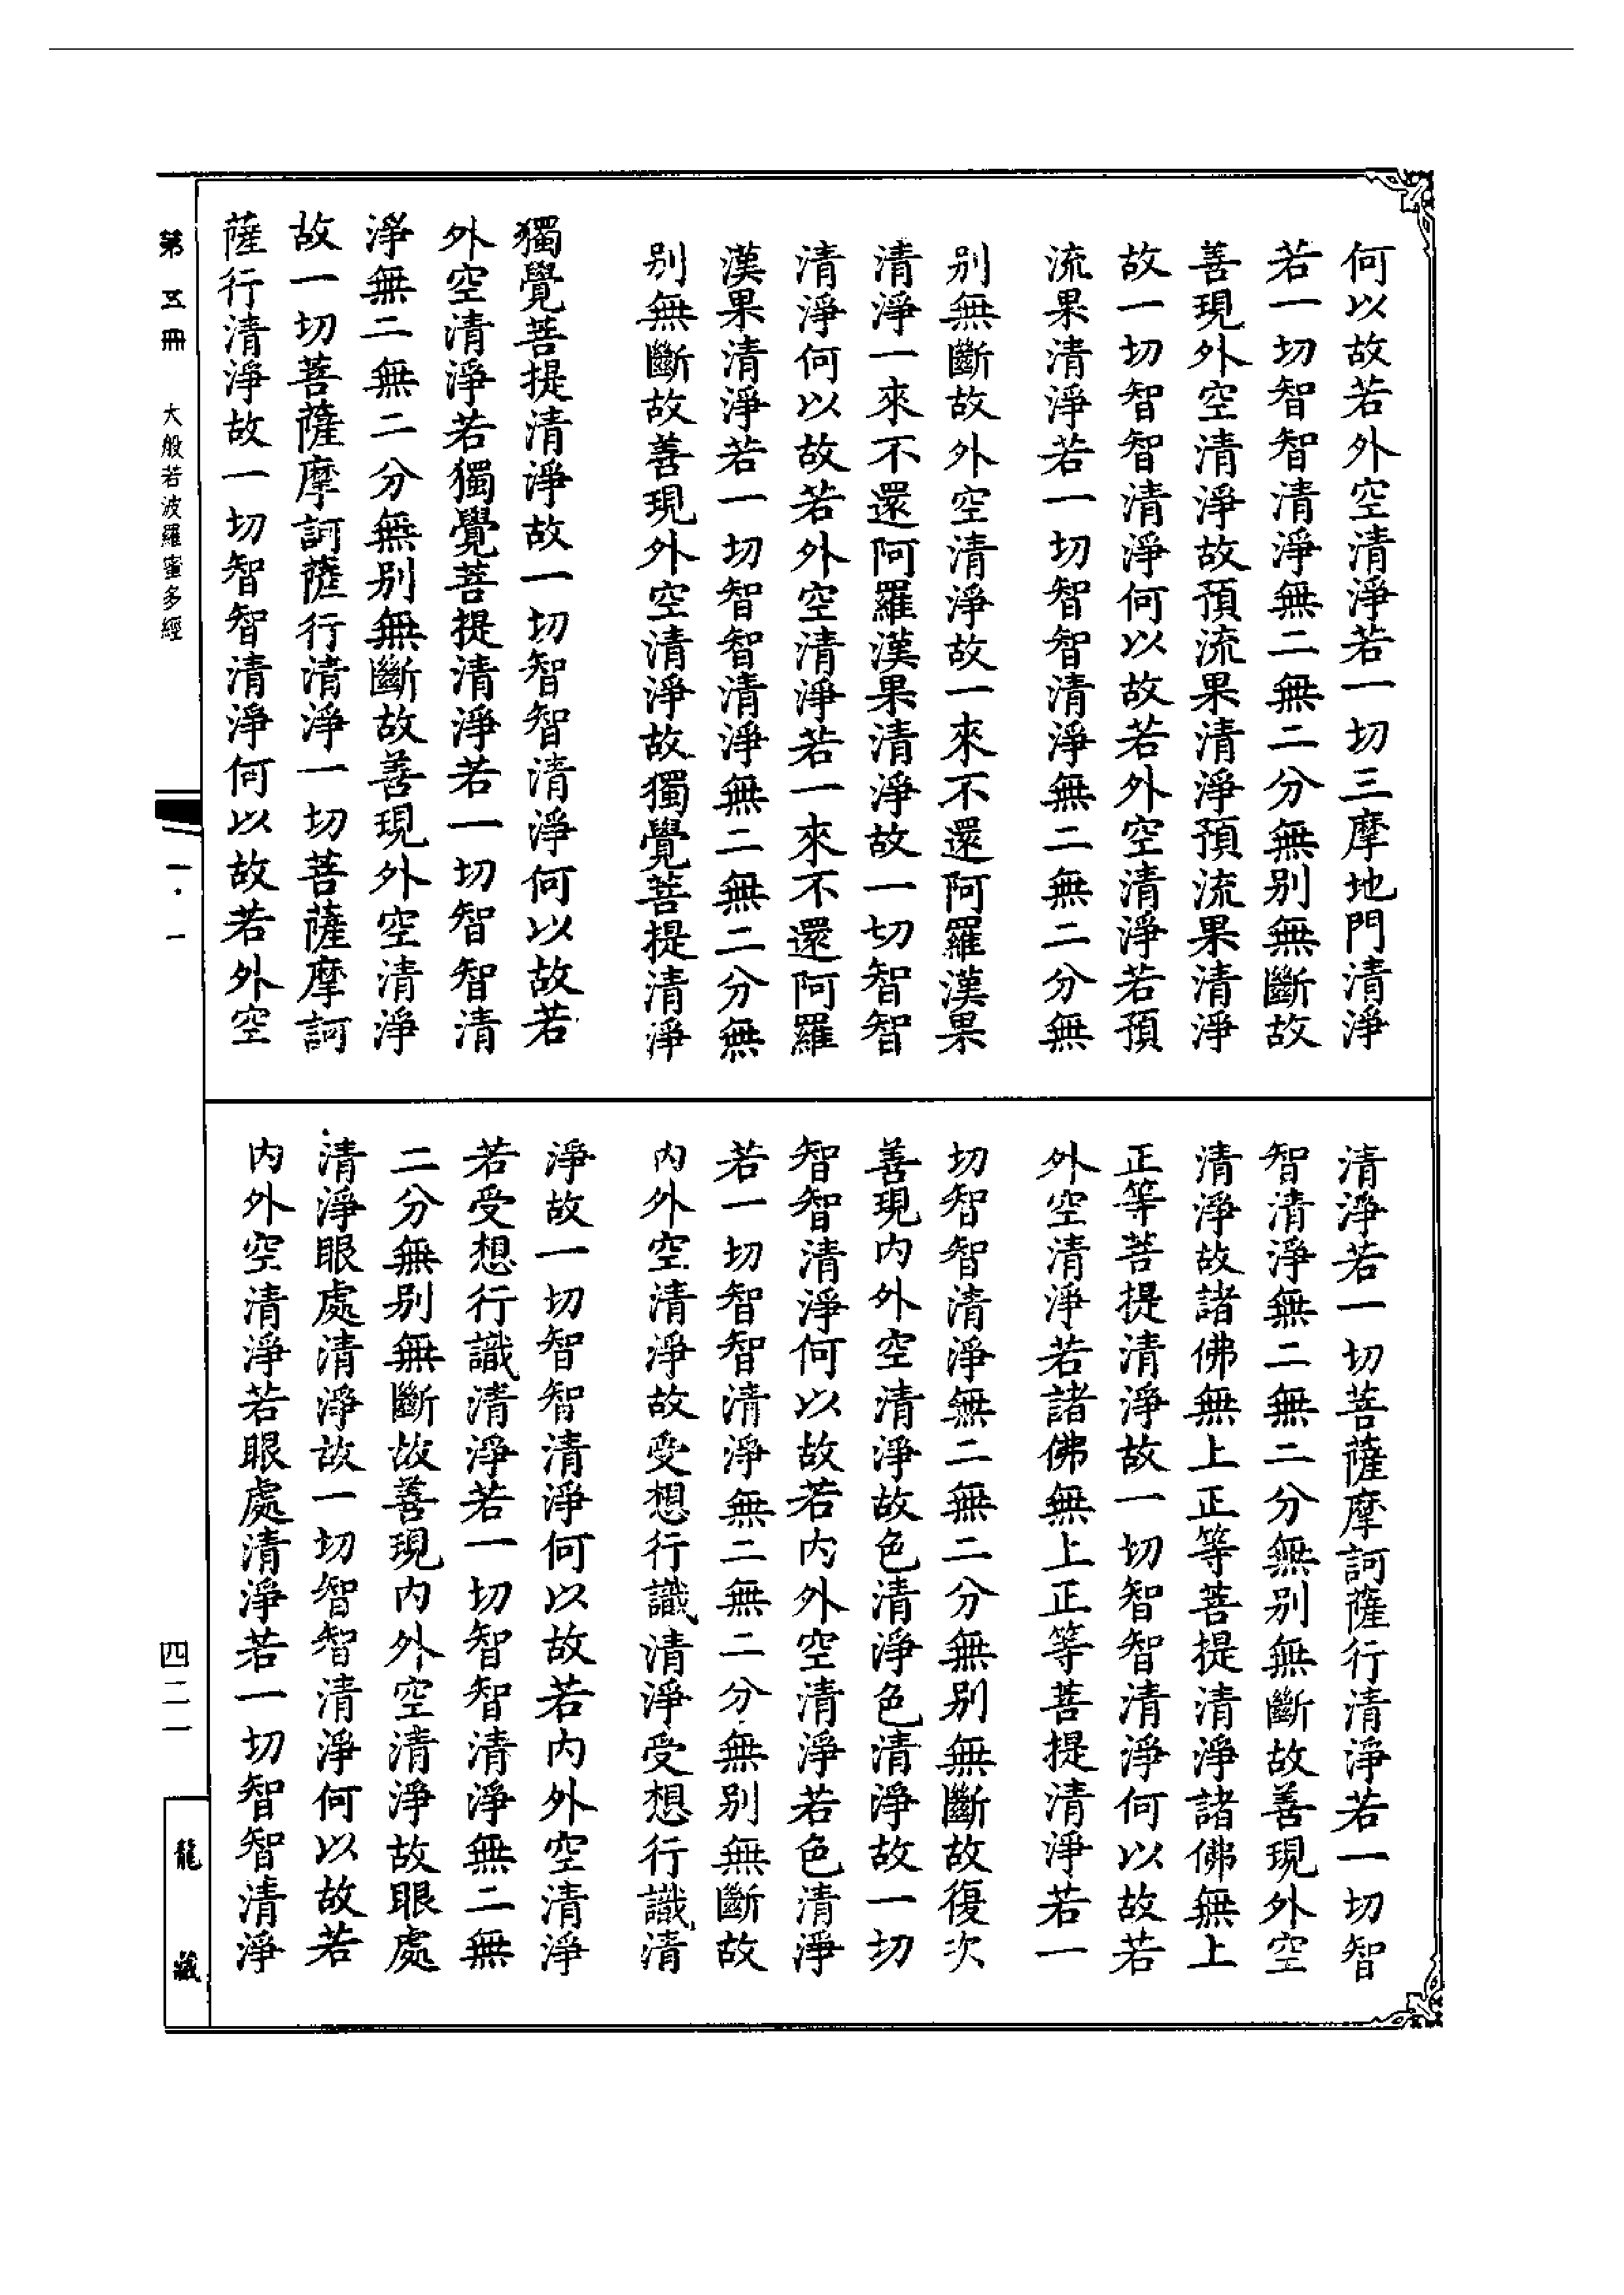 何以故若外空清淨若一切三摩地門清淨
若一切智智清淨無二無二分無別無斷故
善現外空清淨故預流果清淨預流果清淨
故一切智智清淨何以故若外空清淨若預
流果清淨若一切智智清淨無二無二分無
別無斷故外空清淨故一來不還阿羅漢果
清淨一來不還阿羅漢果清淨故一切智智
清淨何以故若外空清淨若一來不還阿羅
漢果清淨若一切智智清淨無二無二分無
別無斷故善現外空清淨故獨覺菩提清淨
獨覺菩提清淨故一切智智清淨何以故若
外空清淨若獨覺菩提清淨若一切智智清
淨無二無二分無別無斷故善現外空清淨
故一切菩薩摩訶薩行清淨一切菩薩摩訶
薩行清淨故一切智智清淨何以故若外空
清淨若一切菩薩摩訶薩行清淨若一切智
智清淨無二無二分無別無斷故善現外空
清淨故諸佛無上正等菩提清淨諸佛無上
正等菩提清淨故一切智智清淨何以故若
外空清淨若諸佛無上正等菩提清淨若一
切智智清淨無二無二分無別無斷故復次
善現內外空清淨故色清淨色清淨故一切
智智清淨何以故若內外空清淨若色清淨
若一切智智清淨無二無二分無別無斷故
內外空清淨故受想行識清淨受想行識清
淨故一切智智清淨何以故若內外空清淨
若受想行識清淨若一切智智清淨無二無
二分無別無斷故善現內外空清淨故眼處
清淨眼處清淨故一切智智清淨何以故若
內外空清淨若眼處清淨若一切智智清淨
第五冊 大般若波羅蜜多經 一·一 四二一 龍藏